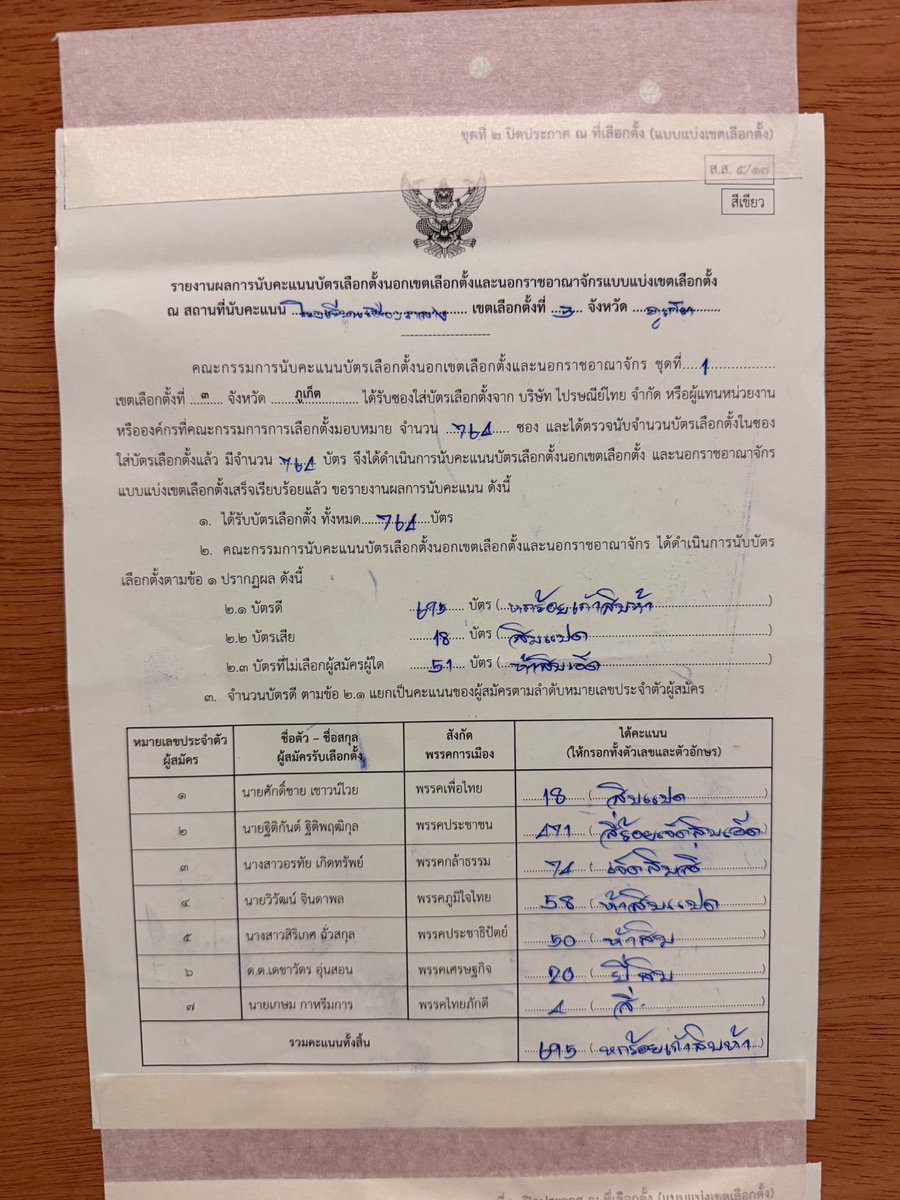 ชุดที่ ๒ ปิดประกาศ ณ ที่เลือกตั้ง (แบบแบ่งเขตเลือกตั้ง)
ส.ส. ๕/๑๗
สีเขียว
รายงานผลการนับคะแนนบัตรเลือกตั้งนอกเขตเลือกตั้งและนอกราชอาณาจักรแบบแบ่งเขตเลือกตั้ง
ณ สถานที่นับคะแนน โรงเรียนเมืองถลาง เขตเลือกตั้งที่ 3 จังหวัด ภูเก็ต
คณะกรรมการนับคะแนนบัตรเลือกตั้งนอกเขตเลือกตั้งและนอกราชอาณาจักร ชุดที่ 1
เขตเลือกตั้งที่ ๓ จังหวัด ภูเก็ต ได้รับซองใส่บัตรเลือกตั้งจาก บริษัท ไปรษณีย์ไทย จำกัด หรือผู้แทนหน่วยงาน
หรือองค์กรที่คณะกรรมการการเลือกตั้งมอบหมาย จำนวน 764 ซอง และได้ตรวจนับจำนวนบัตรเลือกตั้งในซอง
ใส่บัตรเลือกตั้งแล้ว มีจำนวน 764 บัตร จึงได้ดำเนินการนับคะแนนบัตรเลือกตั้งนอกเขตเลือกตั้ง และนอกราชอาณาจักร
แบบแบ่งเขตเลือกตั้งเสร็จเรียบร้อยแล้ว ขอรายงานผลการนับคะแนน ดังนี้
๑. ได้รับบัตรเลือกตั้ง ทั้งหมด 764 บัตร
๒. คณะกรรมการนับคะแนนบัตรเลือกตั้งนอกเขตเลือกตั้งและนอกราชอาณาจักร ได้ดำเนินการนับบัตร
เลือกตั้งตามข้อ ๑ ปรากฏผล ดังนี้
๒.๑ บัตรดี 695 บัตร (หกร้อยเก้าสิบห้า)
๒.๒ บัตรเสีย 18 บัตร (สิบแปด)
๒.๓ บัตรที่ไม่เลือกผู้สมัครผู้ใด 51 บัตร (ห้าสิบเอ็ด)
๓. จำนวนบัตรดี ตามข้อ ๒.๑ แยกเป็นคะแนนของผู้สมัครตามลำดับหมายเลขประจำตัวผู้สมัคร
หมายเลขประจำตัวผู้สมัคร ชื่อตัว – ชื่อสกุล ผู้สมัครรับเลือกตั้ง สังกัดพรรคการเมือง ได้คะแนน (ให้กรอกทั้งตัวเลขและตัวอักษร)
๑ นายศักดิ์ชาย เชาวน์ไวย พรรคเพื่อไทย 18 (สิบแปด)
๒ นายฐิติกันต์ ฐิติพฤฒิกุล พรรคประชาชน 471 (สี่ร้อยเจ็ดสิบเอ็ด)
๓ นางสาวอรทัย เกิดทรัพย์ พรรคกล้าธรรม 74 (เจ็ดสิบสี่)
๔ นายวิวัฒน์ จินดาพล พรรคภูมิใจไทย 58 (ห้าสิบแปด)
๕ นางสาวสิริเกศ ฉั่วสกุล พรรคประชาธิปัตย์ 50 (ห้าสิบ)
๖ ด.ต.เดชาวัตร อุ่นสอน พรรคเศรษฐกิจ 20 (ยี่สิบ)
๗ นายเกษม กาหรีมการ พรรคไทยภักดี 4 (สี่)
รวมคะแนนทั้งสิ้น 695 (หกร้อยเก้าสิบห้า)